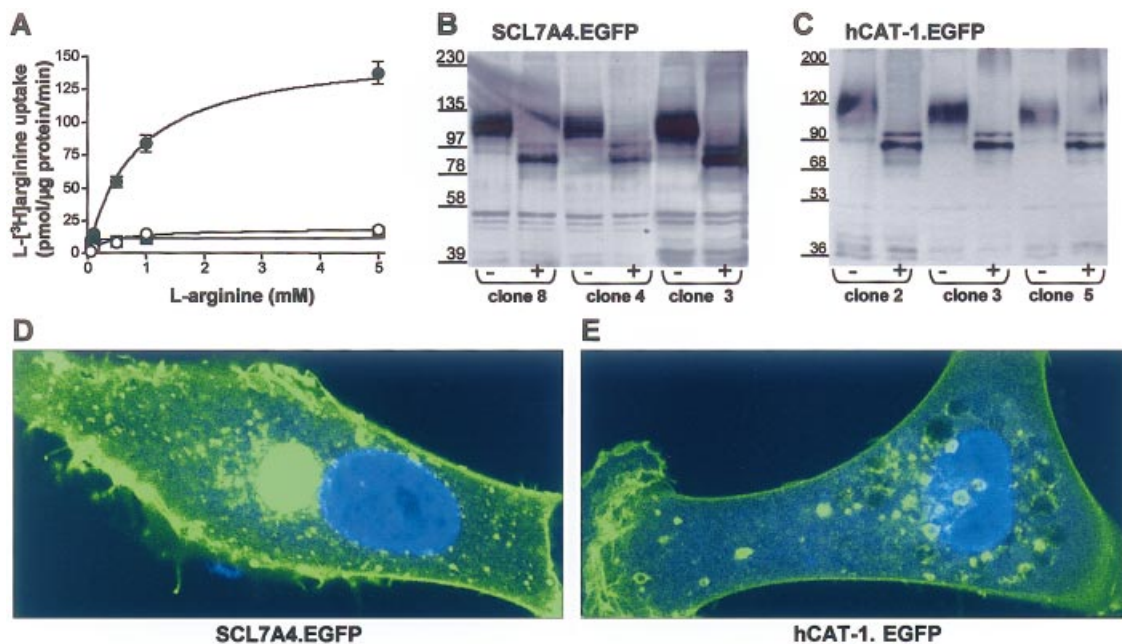 A
L-[³H]arginine uptake
(pmol/µg protein/min)
150
125
100
75
50
25
0
0 1 2 3 4 5
L-arginine (mM)
B SCL7A4.EGFP
230
135
97
78
58
39
- + - + - +
clone 8 clone 4 clone 3
C hCAT-1.EGFP
200
120
90
68
53
36
- + - + - +
clone 2 clone 3 clone 5
D
SCL7A4.EGFP
E
hCAT-1. EGFP